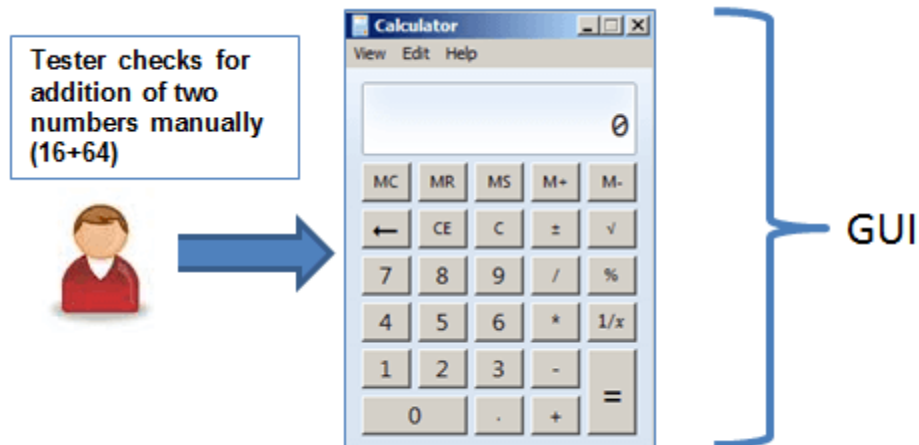 Tester checks for
addition of two
numbers manually
(16+64)
Calculator
View Edit Help
0
MC MR MS M+ M-
← CE C ± √
7 8 9 / %
4 5 6 * 1/x
1 2 3 - =
0 . +
GUI